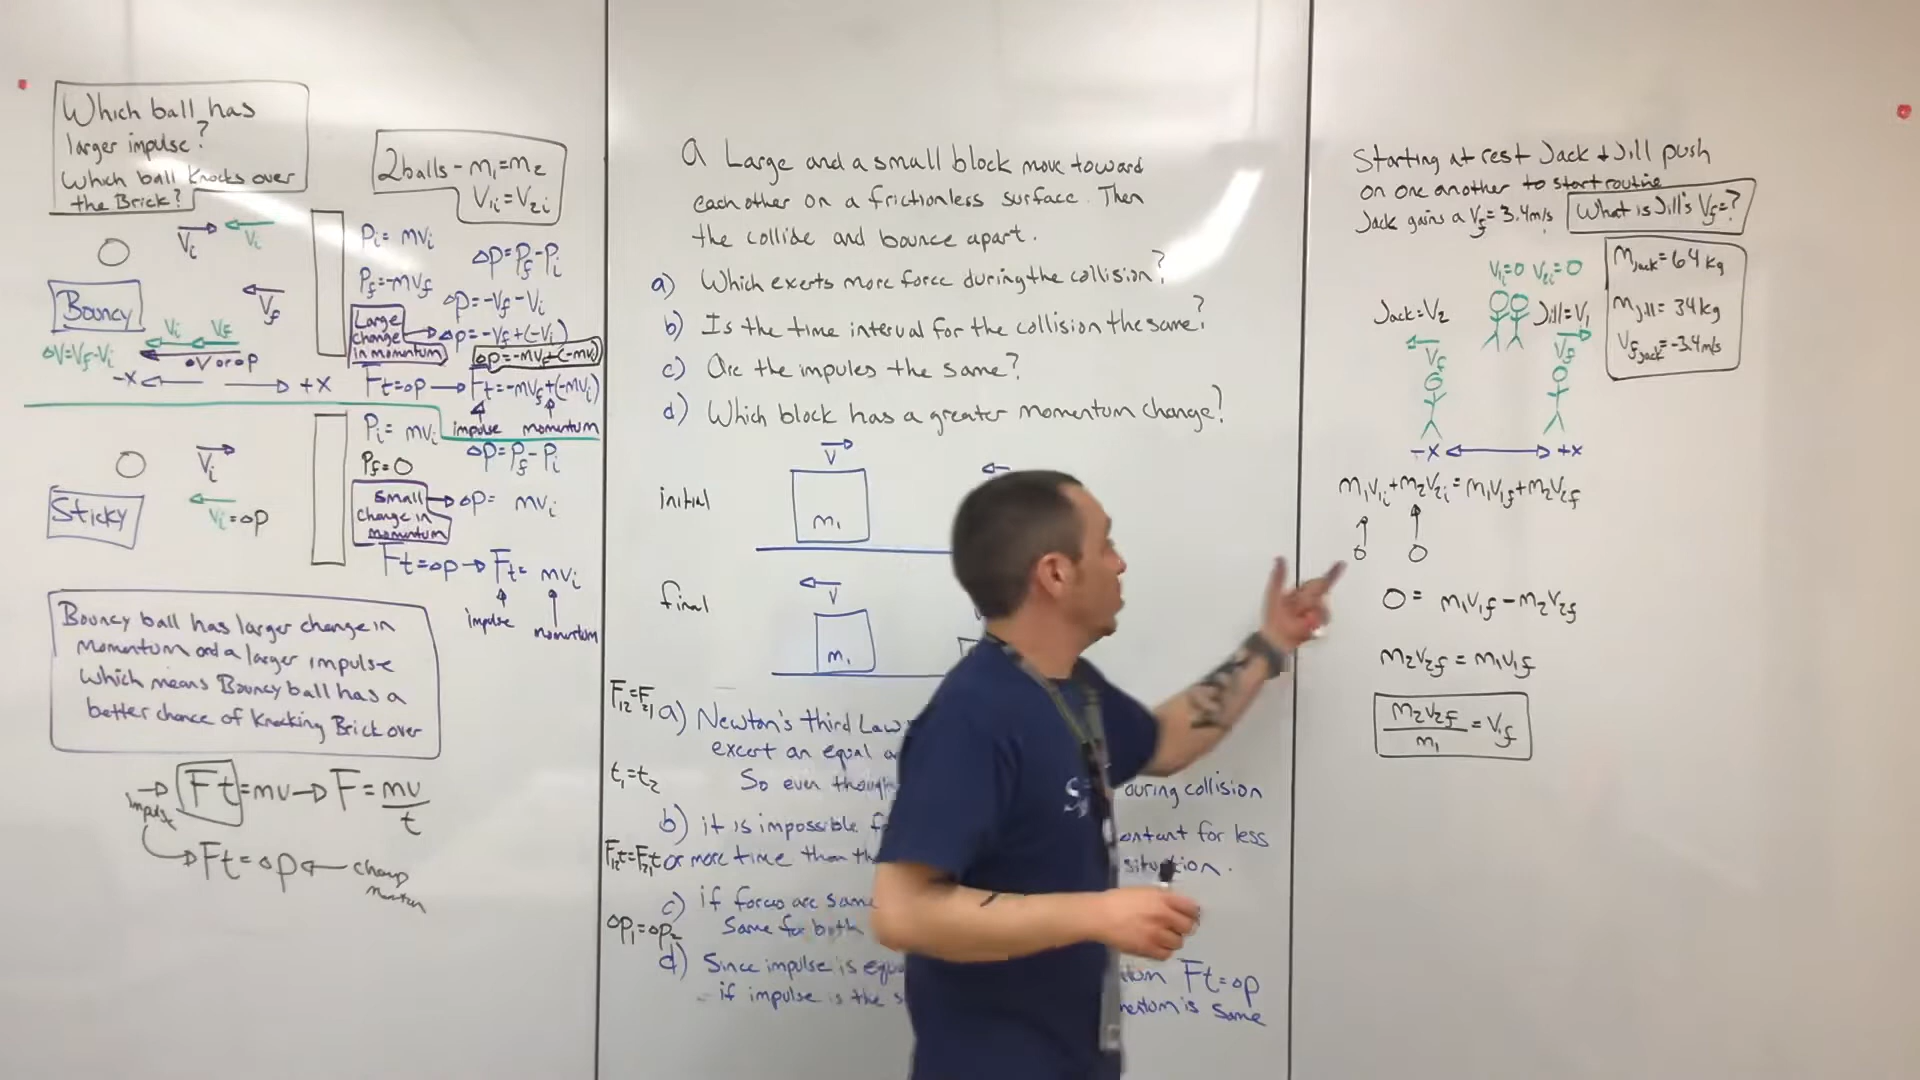 Which ball has
larger impulse?
Which ball knocks over
the Brick?
2 balls - m1 = m2
V1i = V2i
Vi
Vi
Vf
Bouncy
Vi Vf
ΔV = Vf - Vi
ΔV or ΔP
-X
+X
Pi = mVi
Pf = -mVf
Large
change
in momentum
ΔP = Pf - Pi
ΔP = -Vf - Vi
ΔP = -Vf + (-Vi)
ΔP = -mVf + (-mVi)
Ft = ΔP → Ft = -mVf + (-mVi)
impulse momentum
Vi
Sticky
Vi = ΔP
Pi = mVi
Pf = 0
Small
change in
momentum
ΔP = Pf - Pi
ΔP = mVi
Ft = ΔP → Ft = mVi
impulse momentum
Bouncy ball has larger change in
Momentum and a larger impulse
which means Bouncy ball has a
better chance of knocking Brick over
→ Ft = mv → F = mv/t
impulse
Ft = ΔP ←
A Large and a small block move toward
each other on a frictionless surface. Then
the collide and bounce apart.
a) Which exerts more force during the collision?
b) Is the time interval for the collision the same?
c) Are the impules the same?
d) Which block has a greater momentum change?
V
initial
m1
final
V
m1
F12 = F21
a) Newton's third Law
exert an equal
t1 = t2
So even though during collision
b) it is impossible for less
F12t = F21t
or more time than situation.
c) if forces are same
Same for both
ΔP1 = ΔP2
d) Since impulse is Ft = ΔP
if impulse is the is same
Starting at rest Jack + Jill push
on one another to start routine
Jack gains a Vf = 3.4 m/s
What is Jill's Vf = ?
mJack = 64 kg
mJill = 34 kg
VfJack = -3.4 m/s
V1i = 0 V2i = 0
Jack = V2
Jill = V1
Vf
Vf
-X
+X
m1V1i + m2V2i = m1V1f + m2V2f
0 0
0 = m1V1f - m2V2f
m2V2f = m1V1f
m2V2f/m1 = V1f